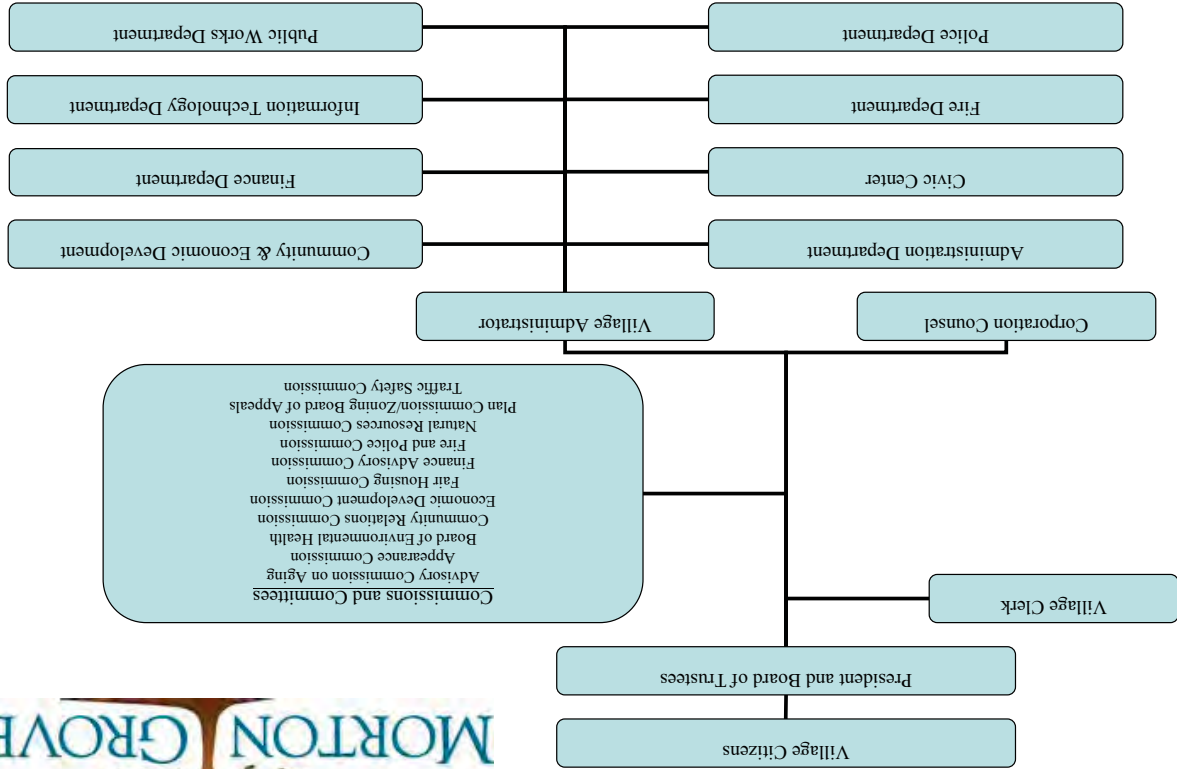 Village Citizens
MORTON GROVE
President and Board of Trustees
Village Clerk
Commissions and Committees
Advisory Commission on Aging
Appearance Commission
Board of Environmental Health
Community Relations Commission
Economic Development Commission
Fair Housing Commission
Finance Advisory Commission
Fire and Police Commission
Natural Resources Commission
Plan Commission/Zoning Board of Appeals
Traffic Safety Commission
Corporation Counsel
Village Administrator
Administration Department
Community & Economic Development
Civic Center
Finance Department
Fire Department
Information Technology Department
Police Department
Public Works Department